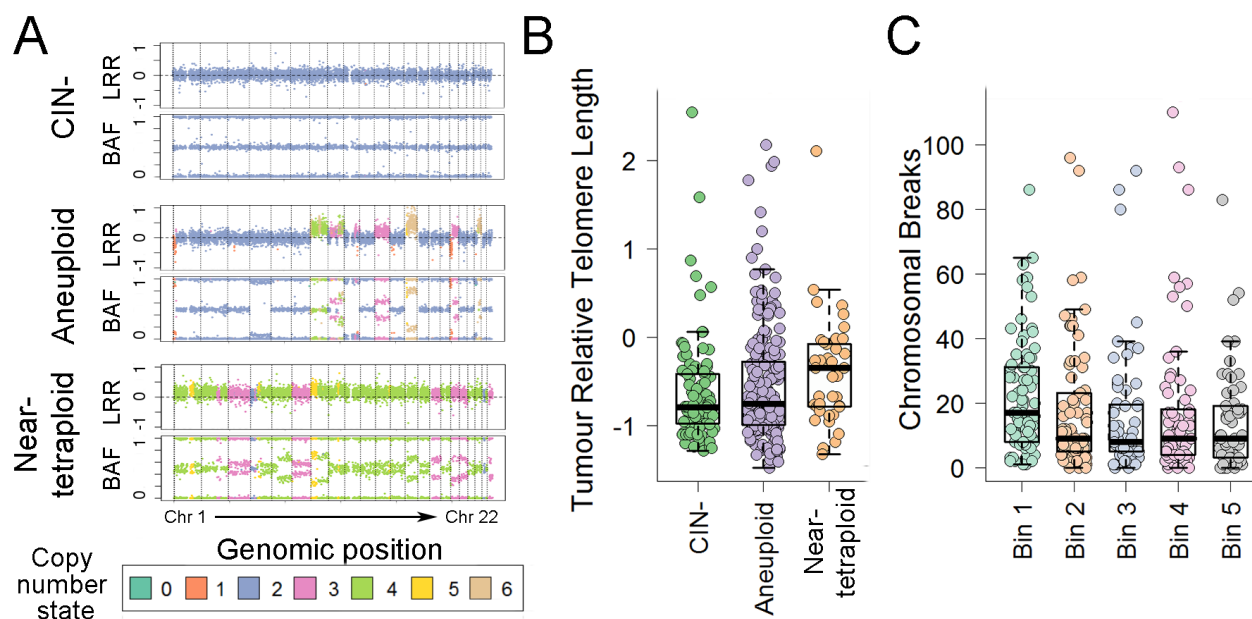 A
CIN-
LRR
1
0
-1
BAF
1
0
Aneuploid
LRR
1
0
-1
BAF
1
0
Near-
tetraploid
LRR
1
0
-1
BAF
1
0
Chr 1
Chr 22
Genomic position
Copy
number
state
0 1 2 3 4 5 6
B
Tumour Relative Telomere Length
2
1
0
-1
CIN-
Aneuploid
Near-
tetraploid
C
Chromosomal Breaks
100
80
60
40
20
0
Bin 1
Bin 2
Bin 3
Bin 4
Bin 5